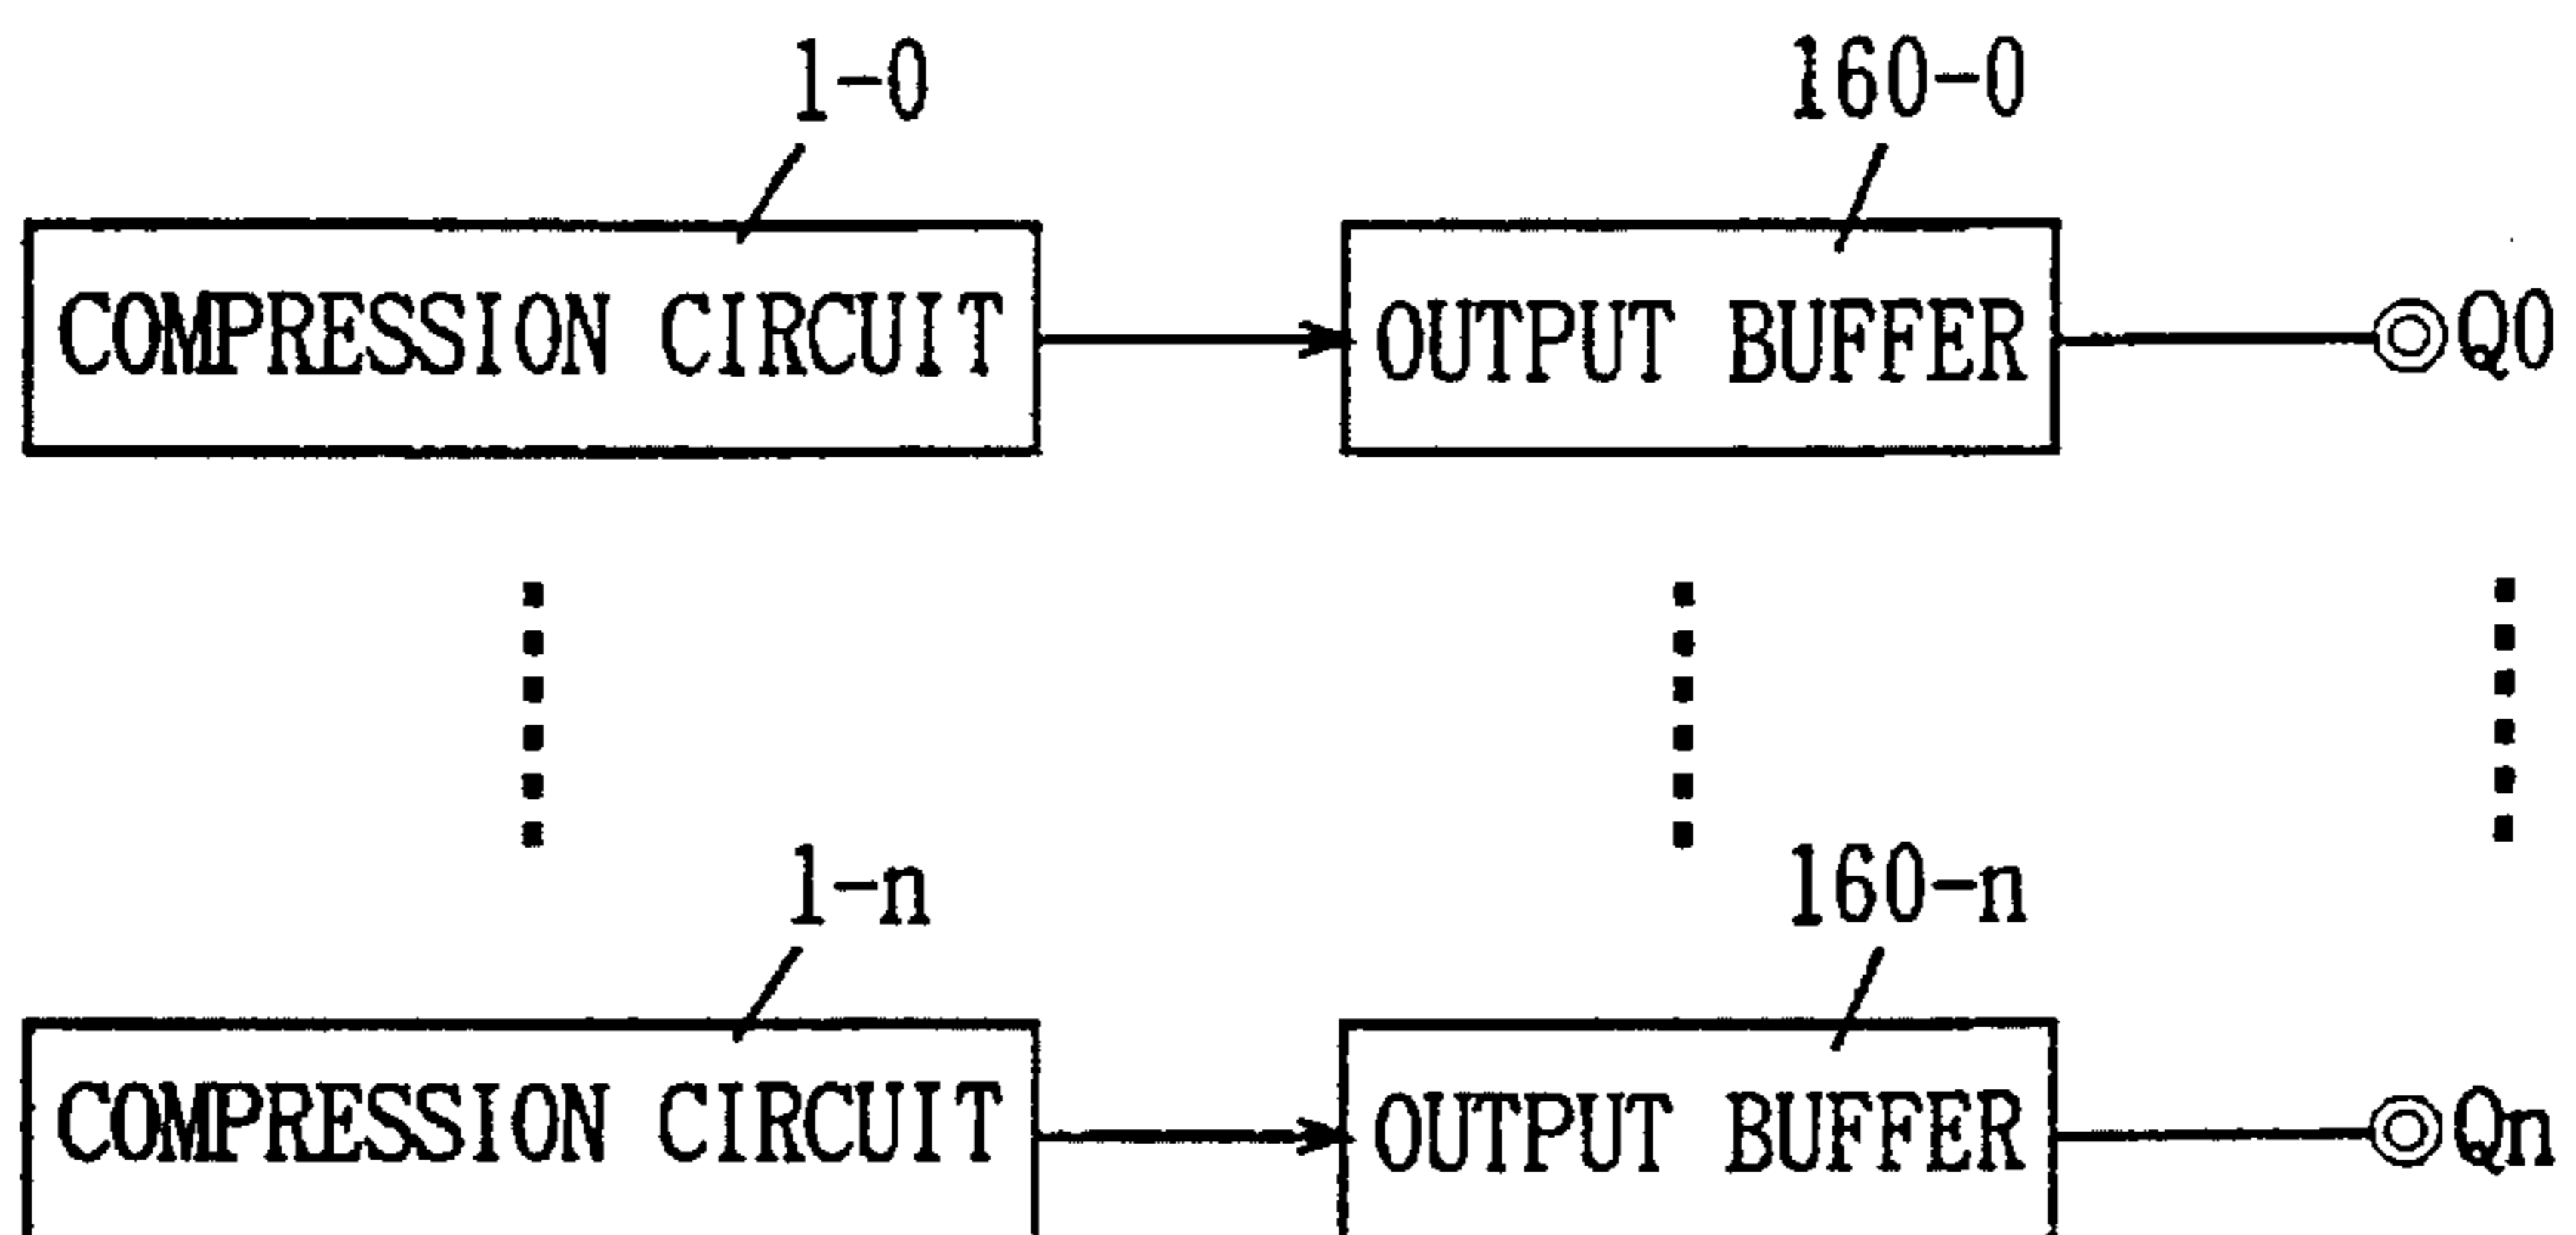 1-0
160-0
COMPRESSION CIRCUIT
OUTPUT BUFFER
Q0
1-n
160-n
COMPRESSION CIRCUIT
OUTPUT BUFFER
Qn